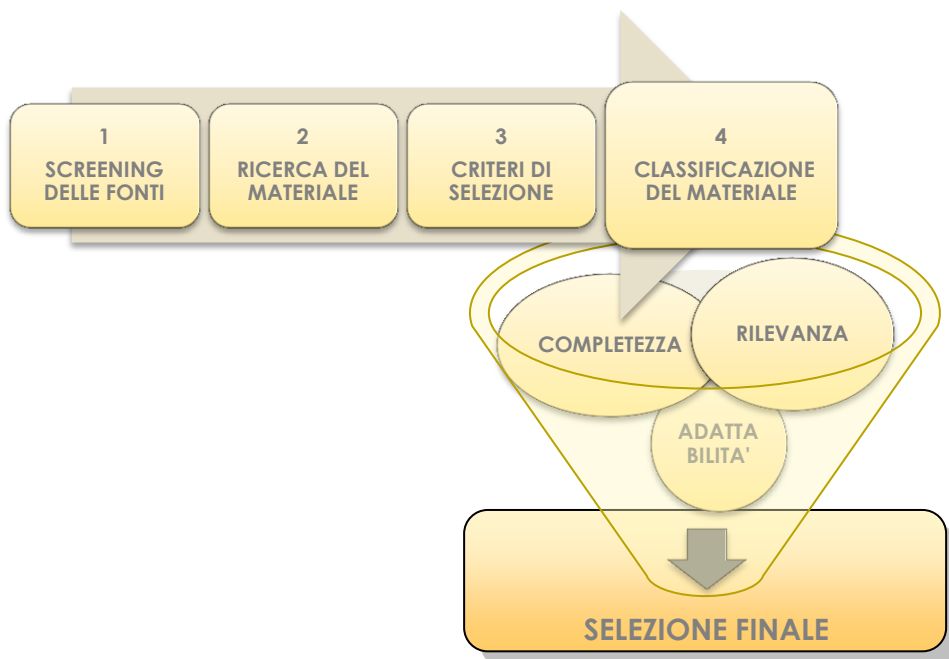 1
SCREENING
DELLE FONTI
2
RICERCA DEL
MATERIALE
3
CRITERI DI
SELEZIONE
4
CLASSIFICAZIONE
DEL MATERIALE
COMPLETEZZA
RILEVANZA
ADATTA
BILITA'
SELEZIONE FINALE